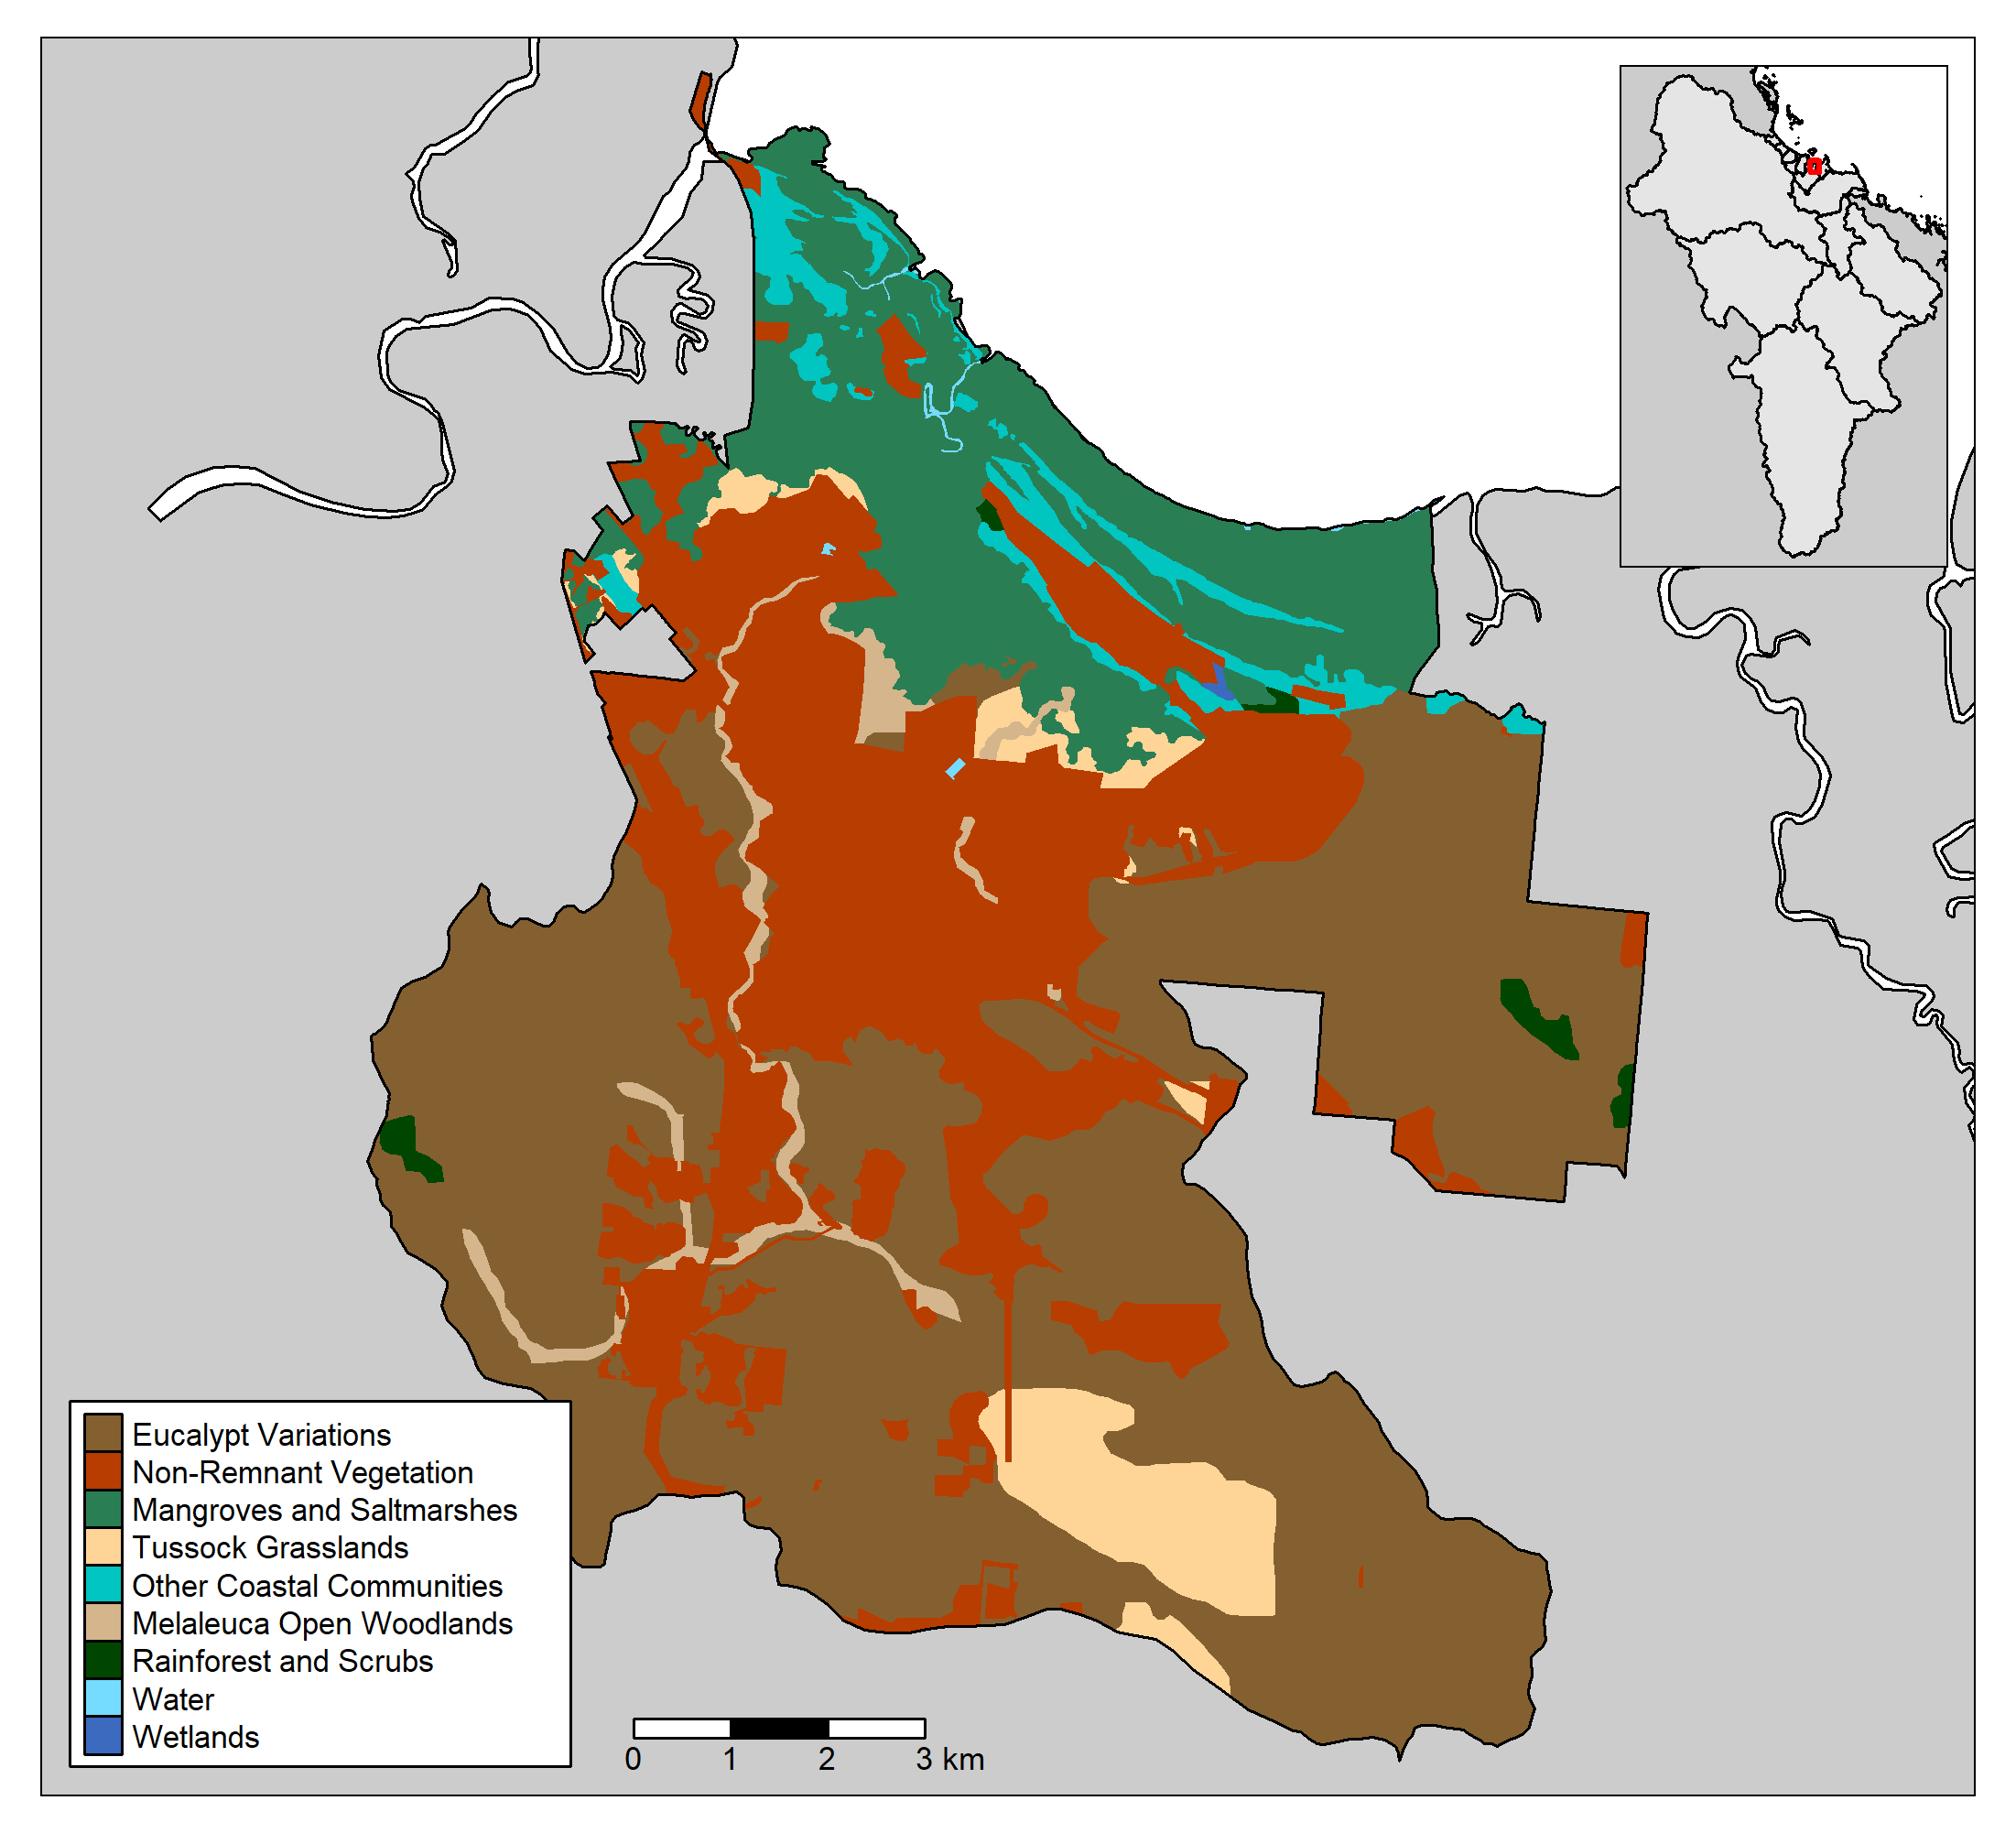 Eucalypt Variations
Non-Remnant Vegetation
Mangroves and Saltmarshes
Tussock Grasslands
Other Coastal Communities
Melaleuca Open Woodlands
Rainforest and Scrubs
Water
Wetlands
0 1 2 3 km